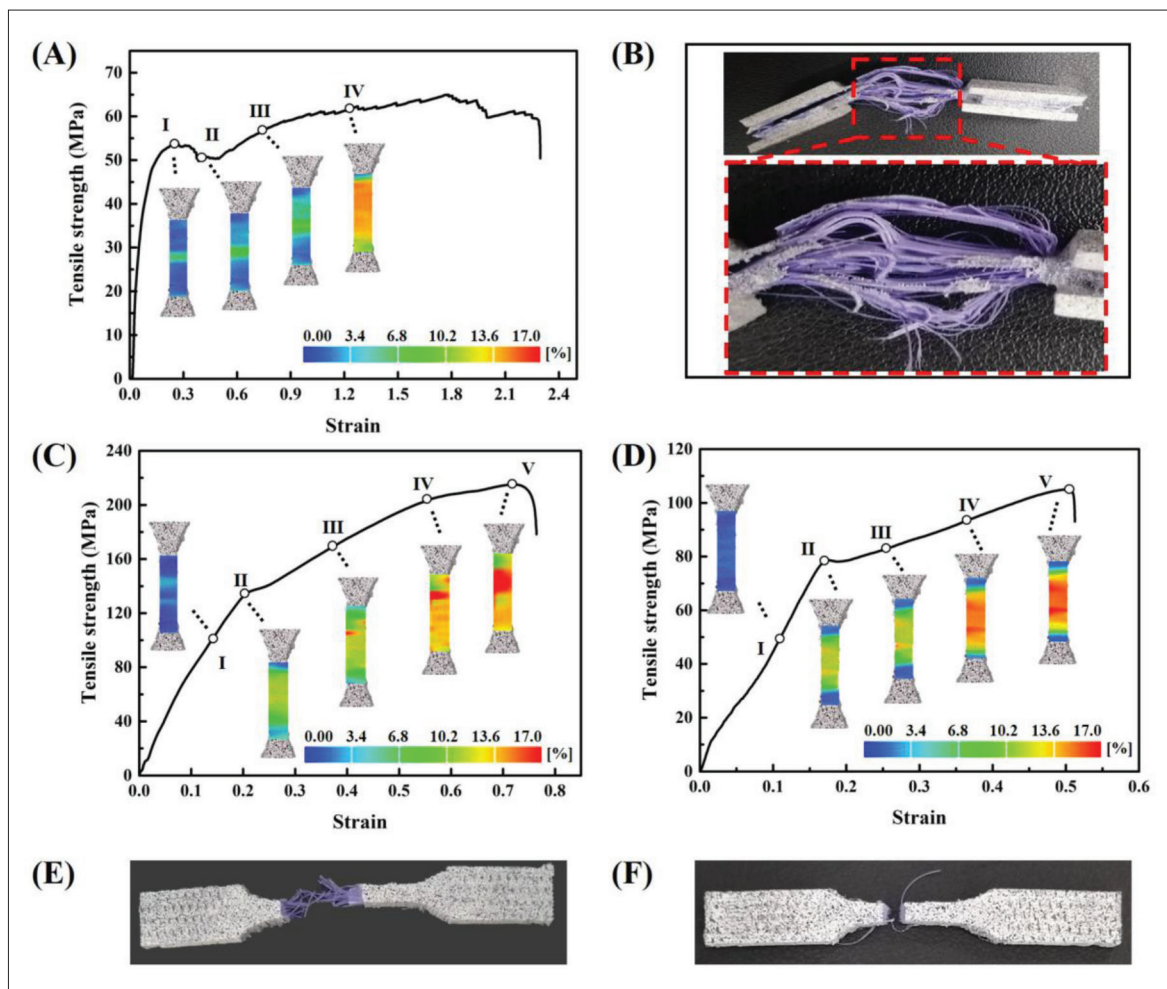 (A)
Tensile strength (MPa)
70
60
50
40
30
20
10
0
I
II
III
IV
0.00 3.4 6.8 10.2 13.6 17.0
[%]
0.0 0.3 0.6 0.9 1.2 1.5 1.8 2.1 2.4
Strain
(B)
(C)
Tensile strength (MPa)
240
200
160
120
80
40
0
I
II
III
IV
V
0.00 3.4 6.8 10.2 13.6 17.0
[%]
0.0 0.1 0.2 0.3 0.4 0.5 0.6 0.7 0.8
Strain
(D)
Tensile strength (MPa)
120
100
80
60
40
20
0
I
II
III
IV
V
0.00 3.4 6.8 10.2 13.6 17.0
[%]
0.0 0.1 0.2 0.3 0.4 0.5 0.6
Strain
(E)
(F)